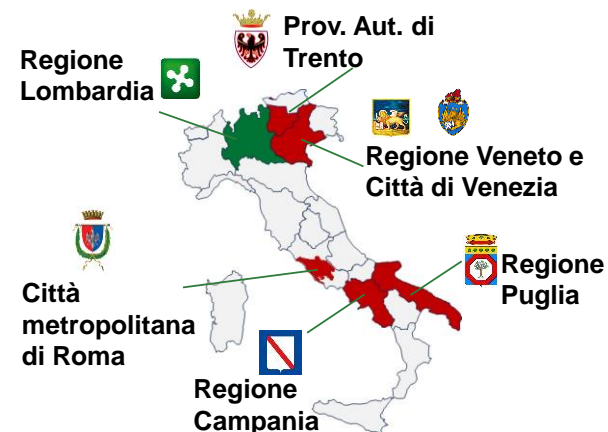 Prov. Aut. di
Trento
Regione
Lombardia
Regione Veneto e
Città di Venezia
Regione
Puglia
Città
metropolitana
di Roma
Regione
Campania